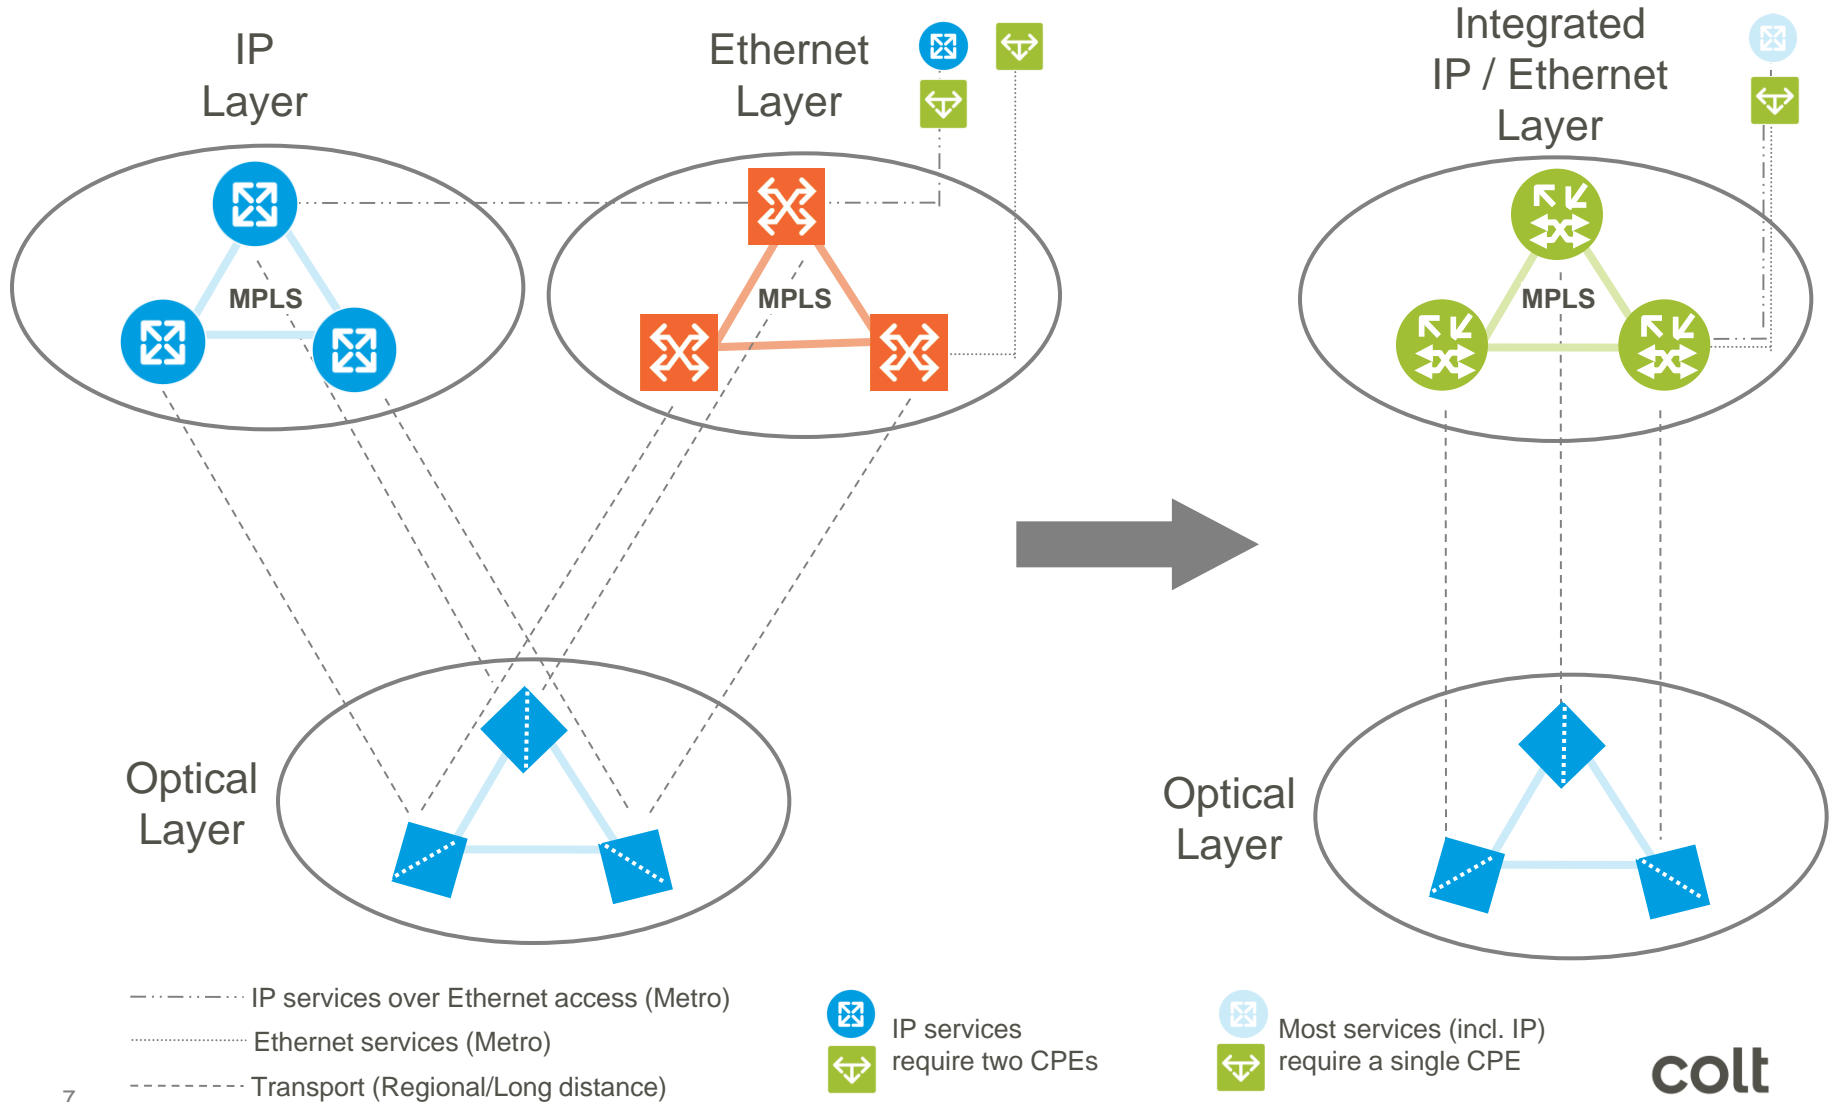 IP
Layer
Ethernet
Layer
Integrated
IP / Ethernet
Layer
MPLS
MPLS
MPLS
Optical
Layer
Optical
Layer
IP services over Ethernet access (Metro)
Ethernet services (Metro)
Transport (Regional/Long distance)
IP services
require two CPEs
Most services (incl. IP)
require a single CPE
colt
7